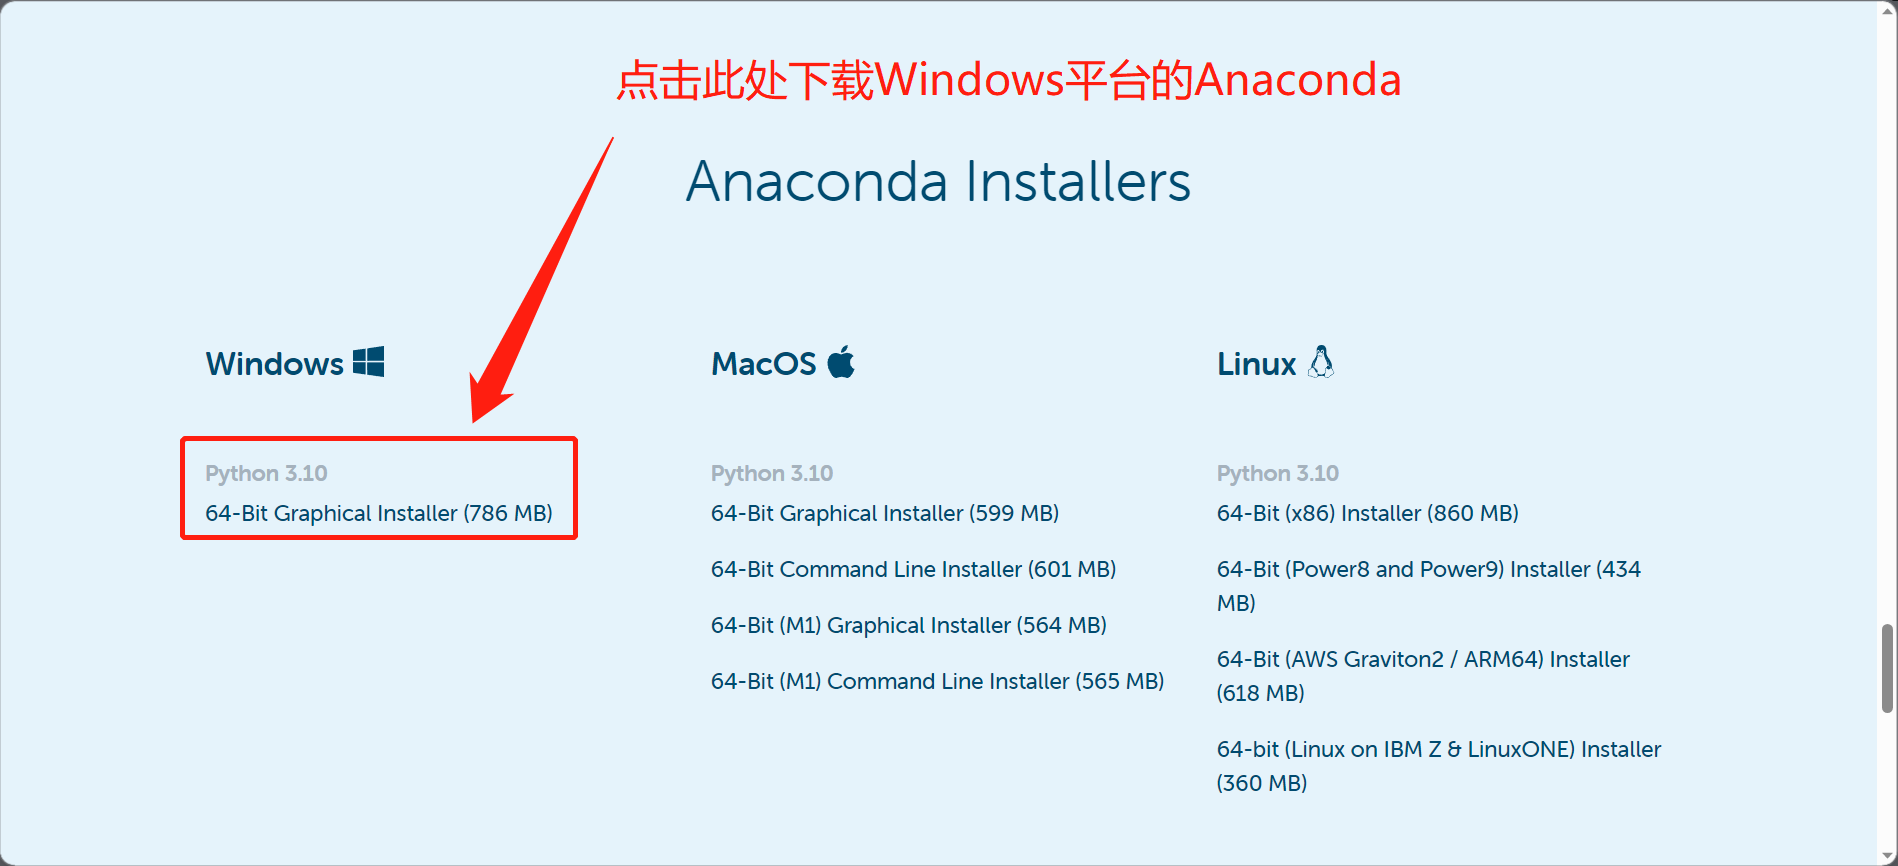 点击此处下载Windows平台的Anaconda
Anaconda Installers
Windows
Python 3.10
64-Bit Graphical Installer (786 MB)
MacOS
Python 3.10
64-Bit Graphical Installer (599 MB)
64-Bit Command Line Installer (601 MB)
64-Bit (M1) Graphical Installer (564 MB)
64-Bit (M1) Command Line Installer (565 MB)
Linux
Python 3.10
64-Bit (x86) Installer (860 MB)
64-Bit (Power8 and Power9) Installer (434
MB)
64-Bit (AWS Graviton2 / ARM64) Installer
(618 MB)
64-bit (Linux on IBM Z & LinuxONE) Installer
(360 MB)